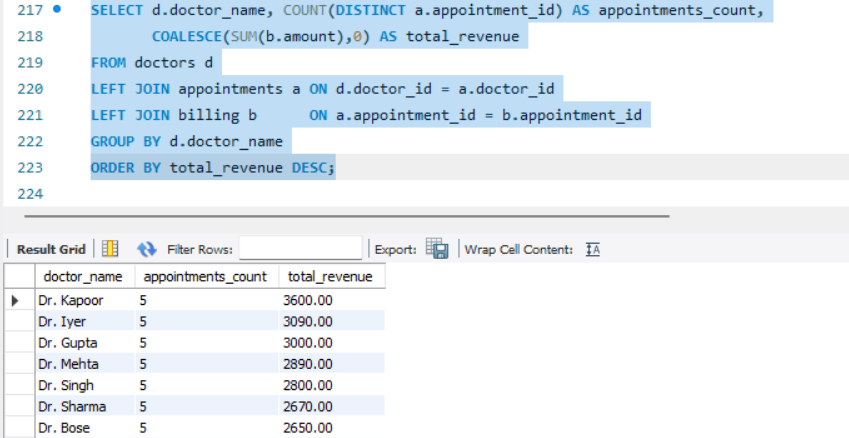 217 SELECT d.doctor_name, COUNT(DISTINCT a.appointment_id) AS appointments_count,
218 COALESCE(SUM(b.amount),0) AS total_revenue
219 FROM doctors d
220 LEFT JOIN appointments a ON d.doctor_id = a.doctor_id
221 LEFT JOIN billing b ON a.appointment_id = b.appointment_id
222 GROUP BY d.doctor_name
223 ORDER BY total_revenue DESC;
224
Result Grid Filter Rows: Export: Wrap Cell Content: IA
doctor_name appointments_count total_revenue
Dr. Kapoor 5 3600.00
Dr. Iyer 5 3090.00
Dr. Gupta 5 3000.00
Dr. Mehta 5 2890.00
Dr. Singh 5 2800.00
Dr. Sharma 5 2670.00
Dr. Bose 5 2650.00